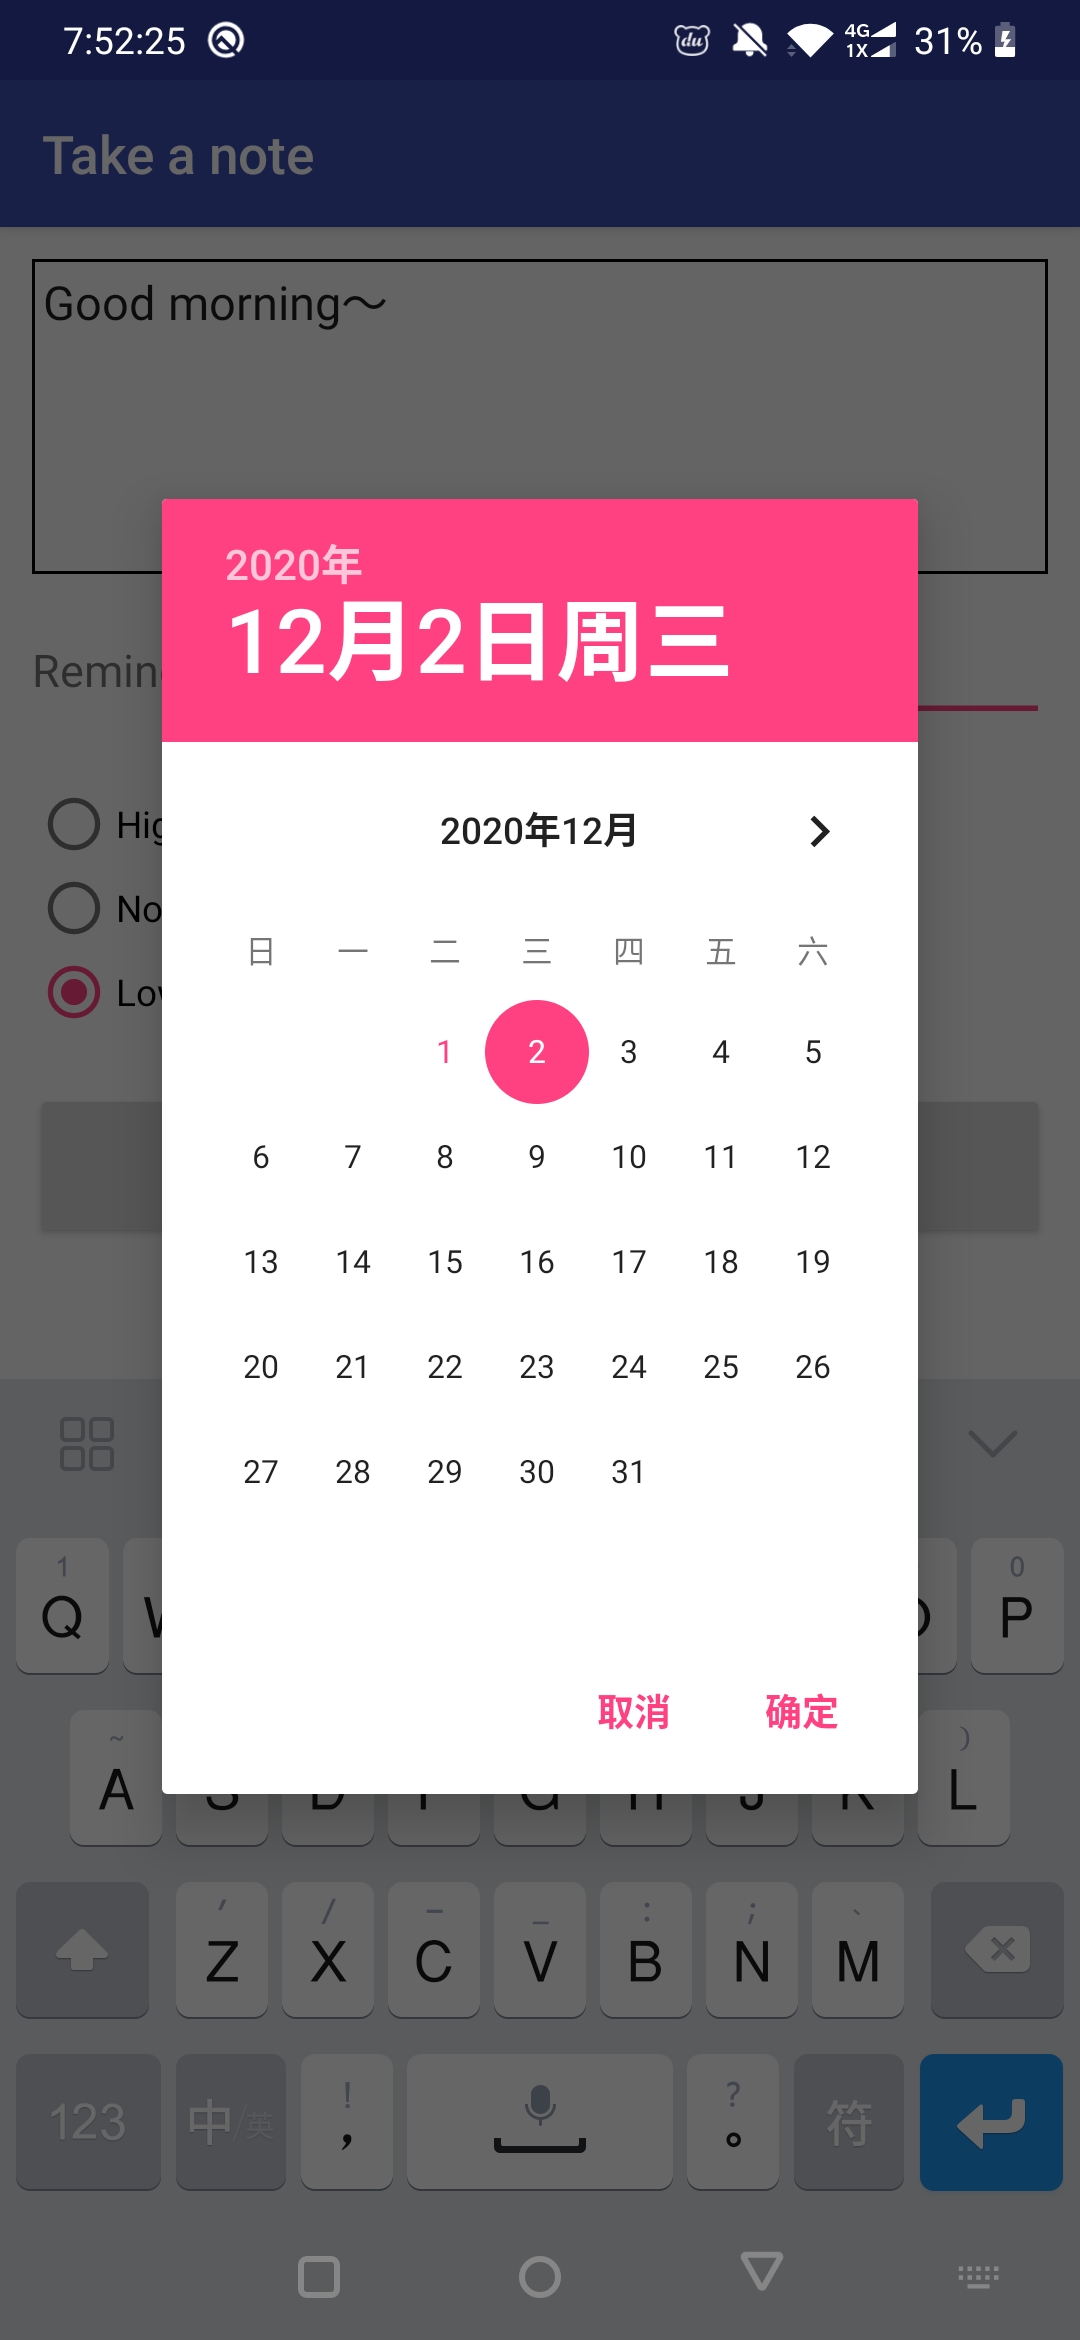 7:52:25 du 4G 1X 31%
Take a note
Good morning～
2020年
12月2日周三
Remin
2020年12月
Hig
No
Low
日 一 二 三 四 五 六
1 2 3 4 5
6 7 8 9 10 11 12
13 14 15 16 17 18 19
20 21 22 23 24 25 26
27 28 29 30 31
取消 确定
1 0
Q W O P
~ )
A S D F G H J K L
' / – _ : ; 、
Z X C V B N M
! ?
123 中/英 ， 。 符